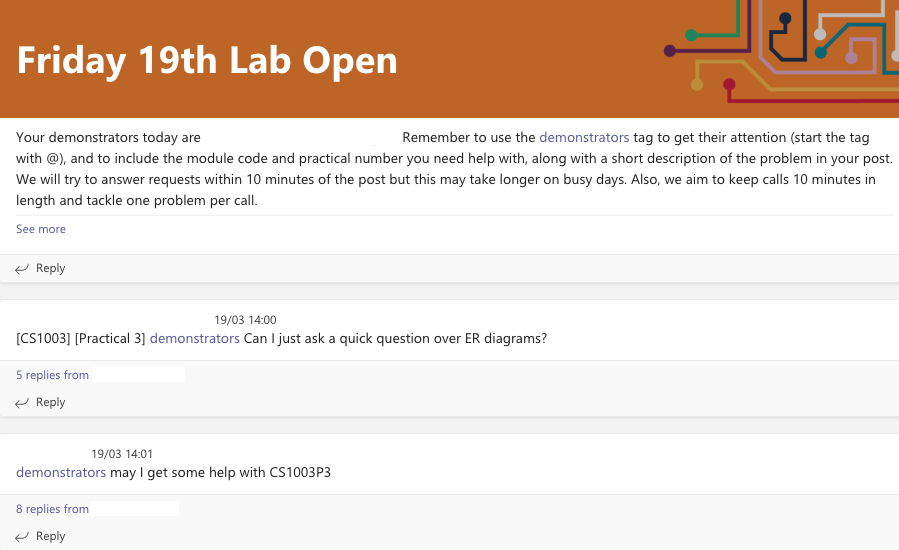 Friday 19th Lab Open
Your demonstrators today are Remember to use the demonstrators tag to get their attention (start the tag
with @), and to include the module code and practical number you need help with, along with a short description of the problem in your post.
We will try to answer requests within 10 minutes of the post but this may take longer on busy days. Also, we aim to keep calls 10 minutes in
length and tackle one problem per call.
See more
Reply
19/03 14:00
[CS1003] [Practical 3] demonstrators Can I just ask a quick question over ER diagrams?
5 replies from
Reply
19/03 14:01
demonstrators may I get some help with CS1003P3
8 replies from
Reply